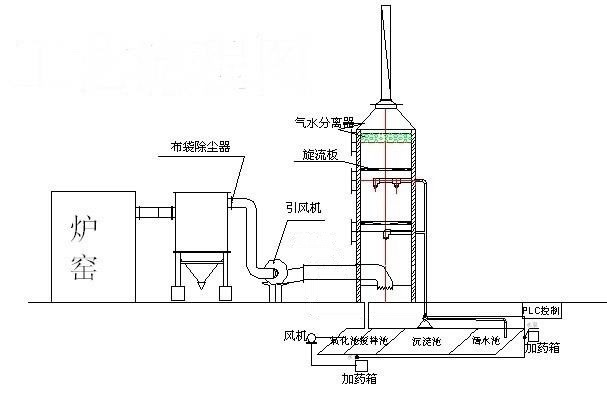 气水分离器
布袋除尘器
旋流板
引风机
炉窑
PLC控制
风机
氧化池
搅拌池
沉淀池
清水池
加药箱
加药箱